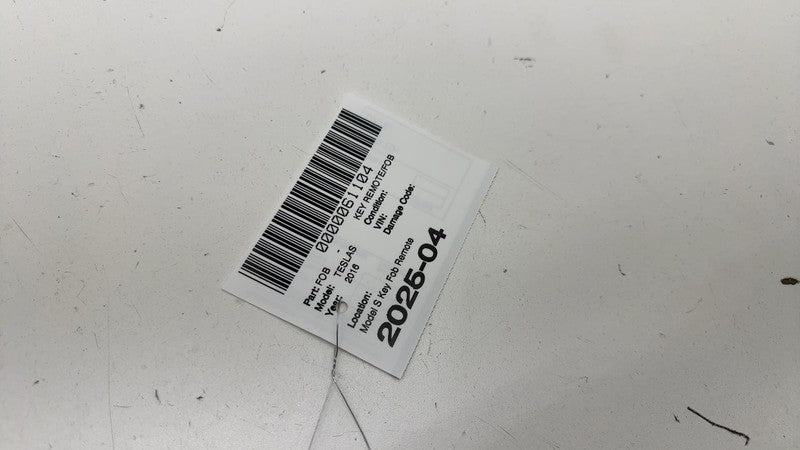 0000061104
Part: FOB - KEY REMOTE/FOB
Model: TESLAS Condition:
Year: 2016 VIN:
Damage Code:
Location:
Model S Key Fob Remote
2025-04